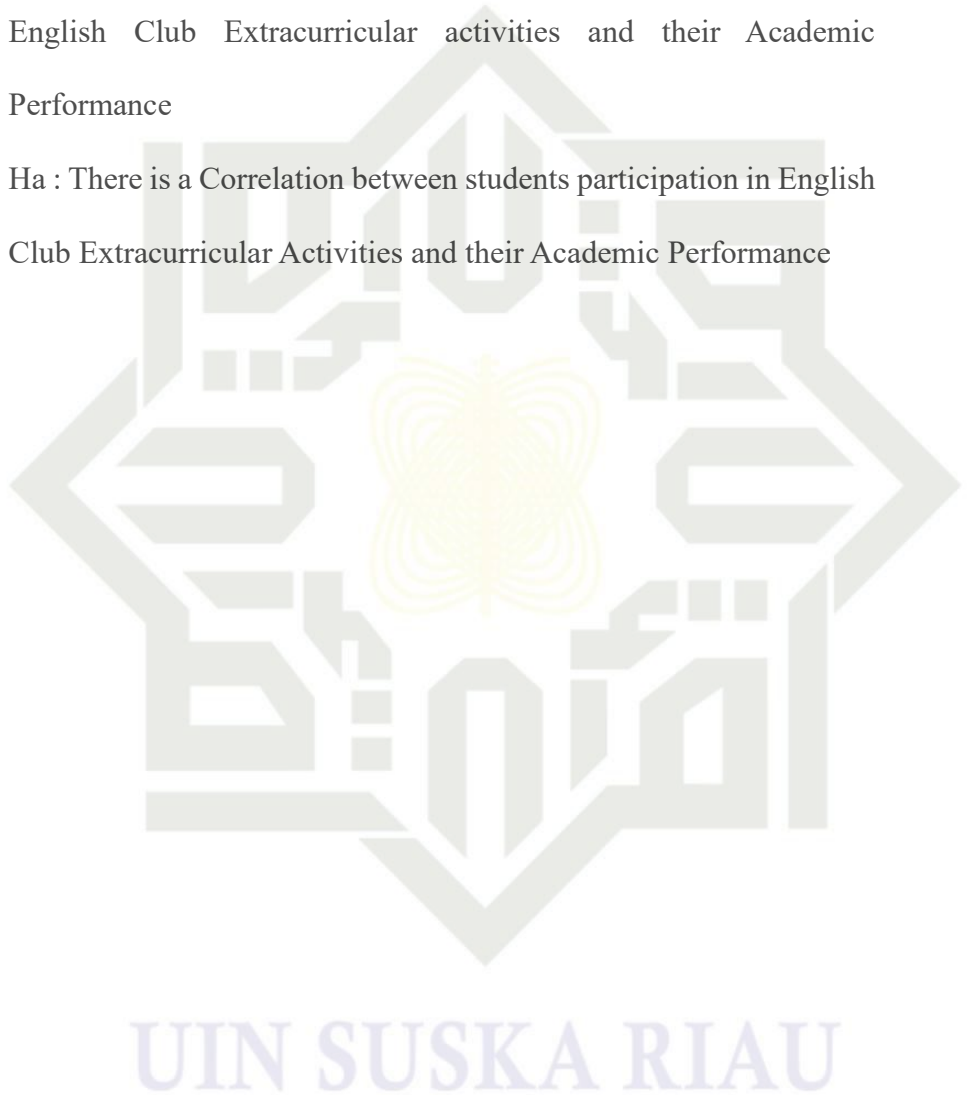 English Club Extracurricular activities and their Academic
Performance
Ha : There is a Correlation between students participation in English
Club Extracurricular Activities and their Academic Performance
UIN SUSKA RIAU